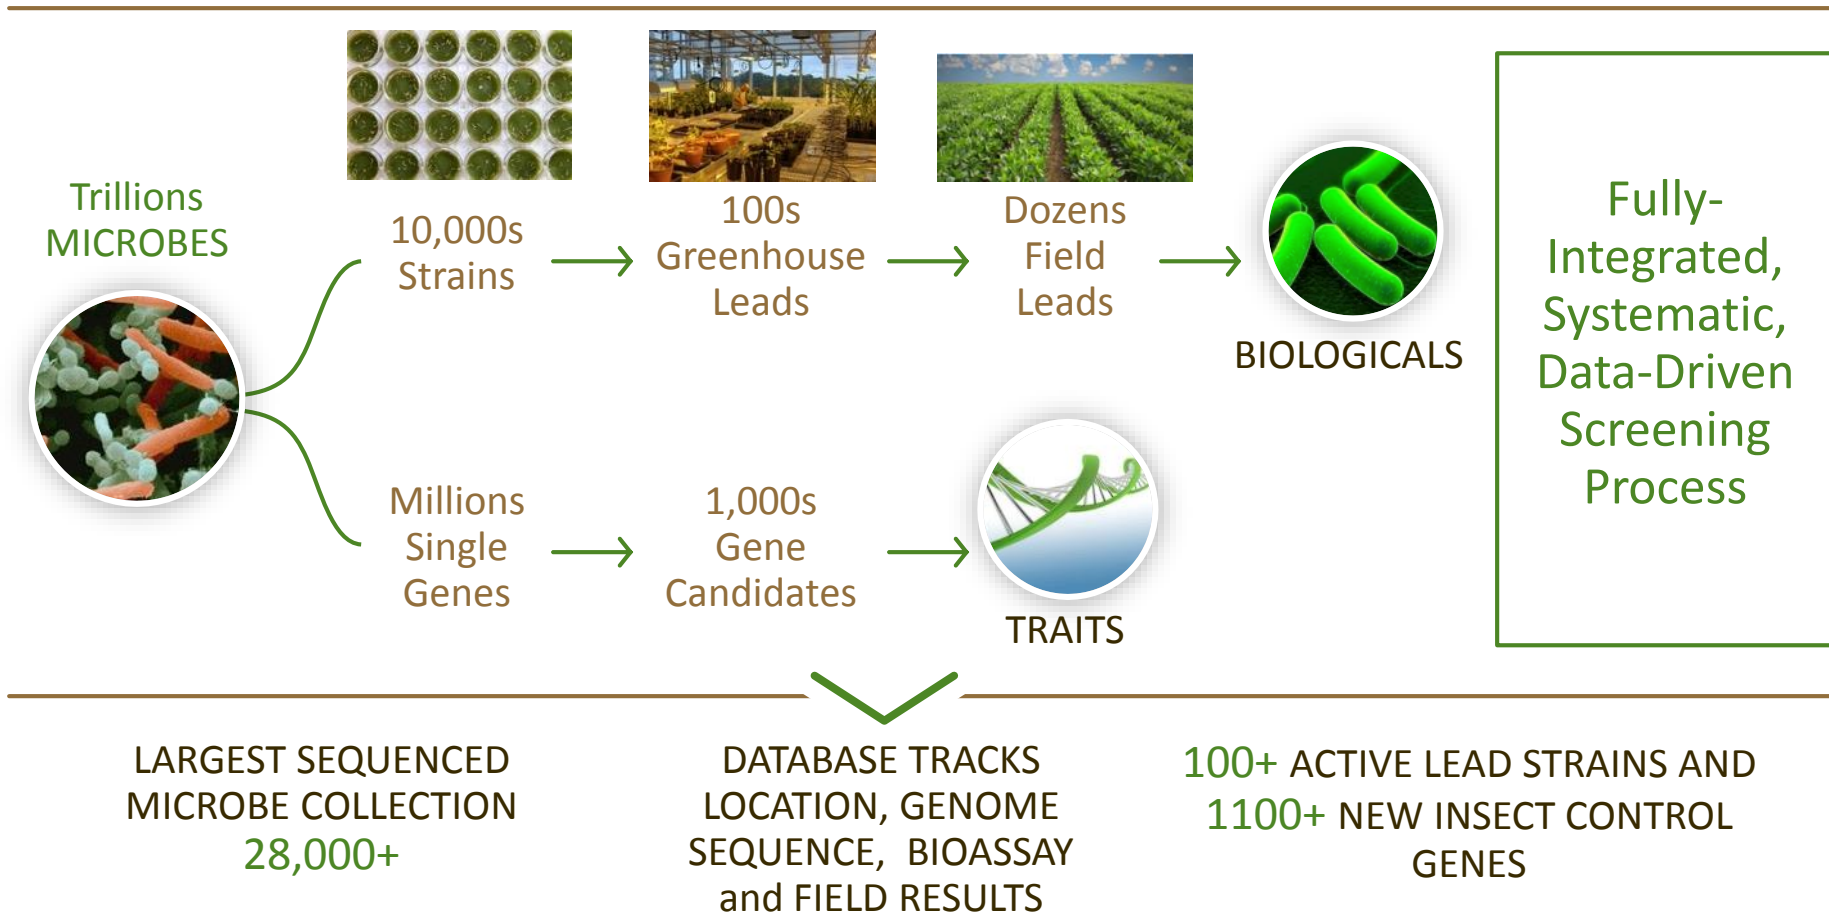 Trillions
MICROBES
10,000s
Strains
100s
Greenhouse
Leads
Dozens
Field
Leads
BIOLOGICALS
Millions
Single
Genes
1,000s
Gene
Candidates
TRAITS
Fully-
Integrated,
Systematic,
Data-Driven
Screening
Process
LARGEST SEQUENCED
MICROBE COLLECTION
28,000+
DATABASE TRACKS
LOCATION, GENOME
SEQUENCE, BIOASSAY
and FIELD RESULTS
100+ ACTIVE LEAD STRAINS AND
1100+ NEW INSECT CONTROL
GENES